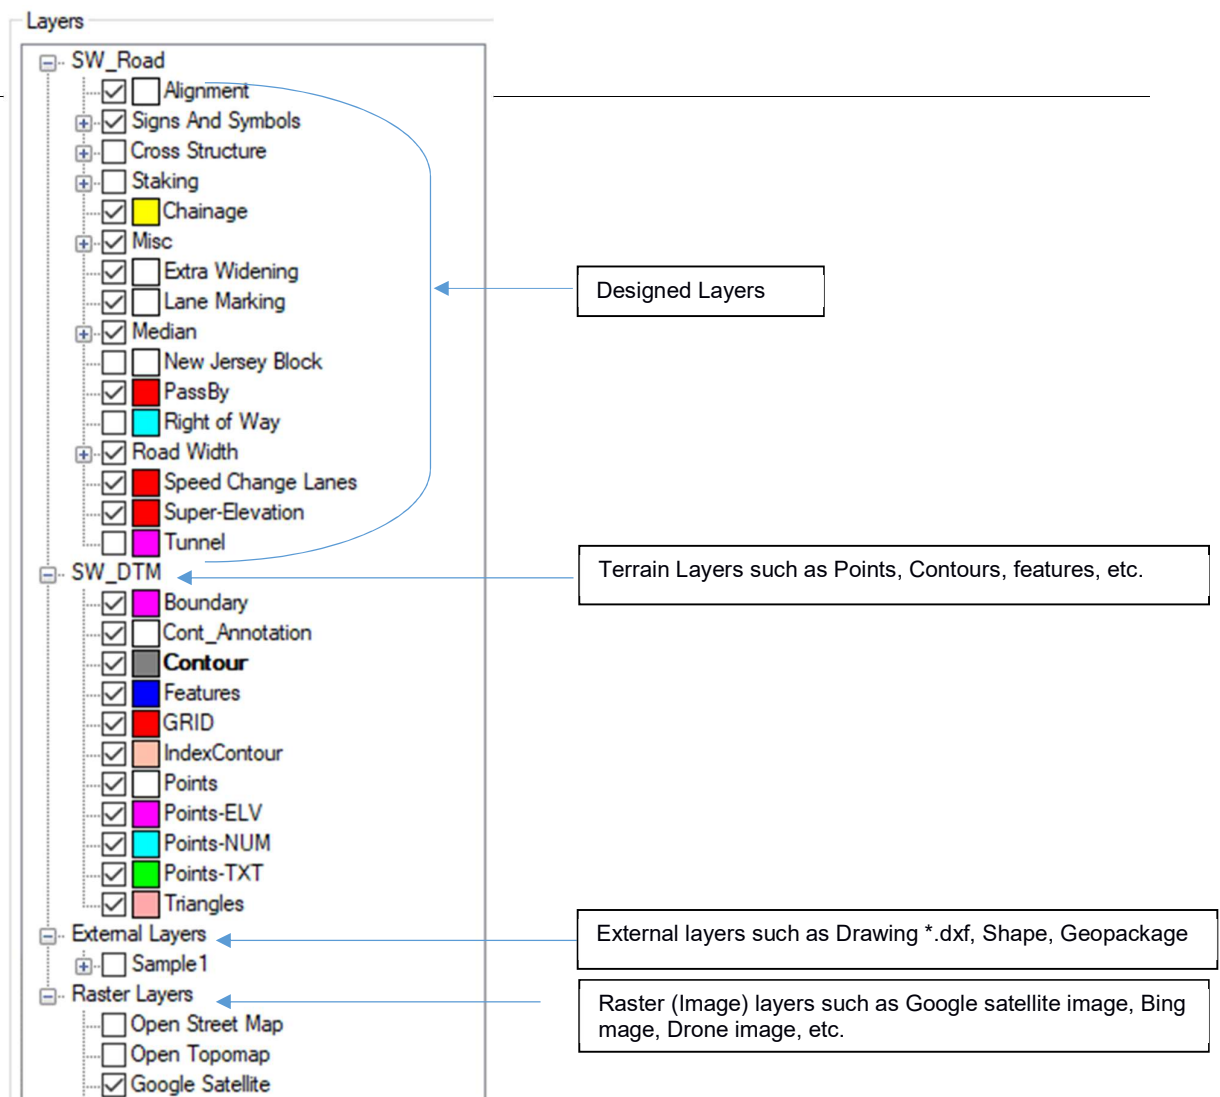 Layers
SW_Road
Alignment
Signs And Symbols
Cross Structure
Staking
Chainage
Misc
Extra Widening
Lane Marking
Median
New Jersey Block
PassBy
Right of Way
Road Width
Speed Change Lanes
Super-Elevation
Tunnel
SW_DTM
Boundary
Cont_Annotation
Contour
Features
GRID
IndexContour
Points
Points-ELV
Points-NUM
Points-TXT
Triangles
External Layers
Sample1
Raster Layers
Open Street Map
Open Topomap
Google Satellite
Designed Layers
Terrain Layers such as Points, Contours, features, etc.
External layers such as Drawing *.dxf, Shape, Geopackage
Raster (Image) layers such as Google satellite image, Bing
mage, Drone image, etc.